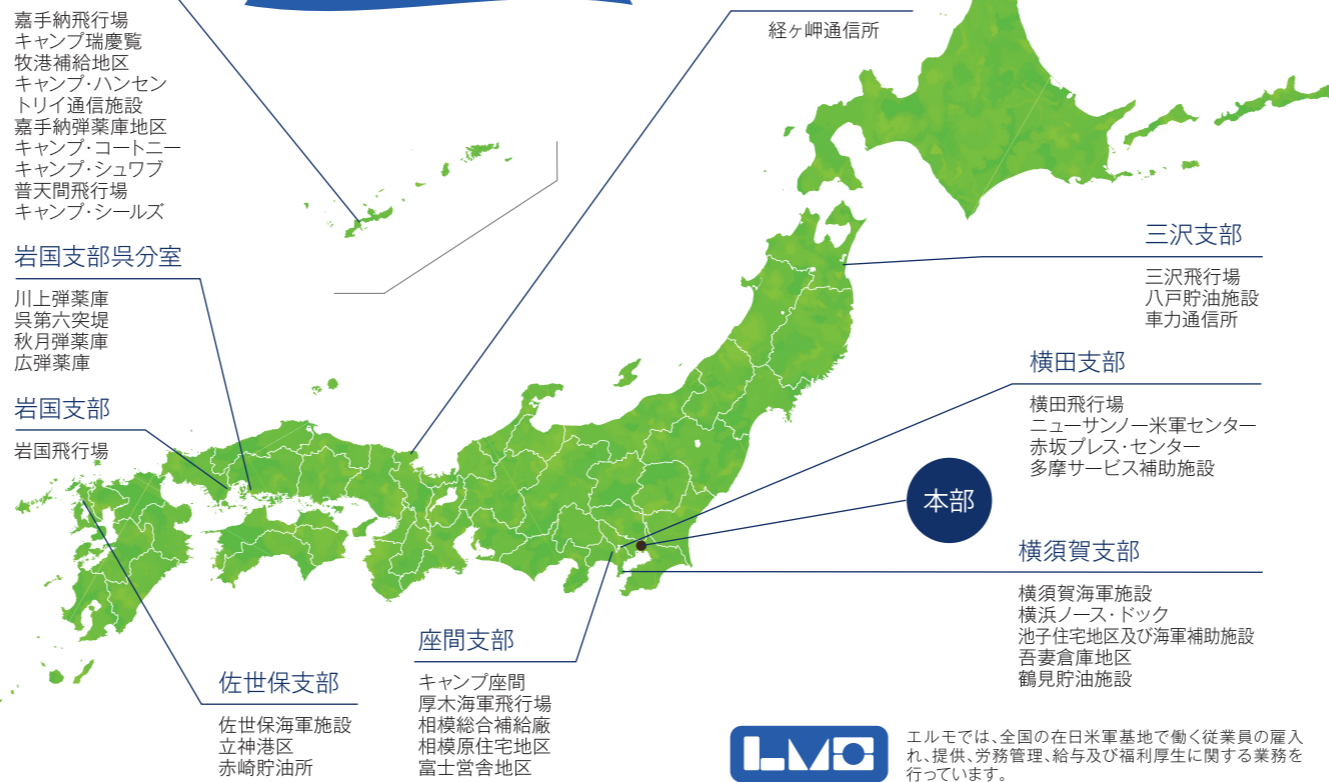 嘉手納飛行場
キャンプ瑞慶覧
牧港補給地区
キャンプ・ハンセン
トリイ通信施設
嘉手納弾薬庫地区
キャンプ・コートニー
キャンプ・シュワブ
普天間飛行場
キャンプ・シールズ
経ヶ岬通信所
岩国支部呉分室
川上弾薬庫
呉第六突堤
秋月弾薬庫
広弾薬庫
岩国支部
岩国飛行場
三沢支部
三沢飛行場
八戸貯油施設
車力通信所
横田支部
横田飛行場
ニューサンノー米軍センター
赤坂プレス・センター
多摩サービス補助施設
本部
横須賀支部
横須賀海軍施設
横浜ノース・ドック
池子住宅地区及び海軍補助施設
吾妻倉庫地区
鶴見貯油施設
座間支部
キャンプ座間
厚木海軍飛行場
相模総合補給廠
相模原住宅地区
富士営舎地区
佐世保支部
佐世保海軍施設
立神港区
赤崎貯油所
LMO
エルモでは、全国の在日米軍基地で働く従業員の雇入
れ、提供、労務管理、給与及び福利厚生に関する業務を
行っています。